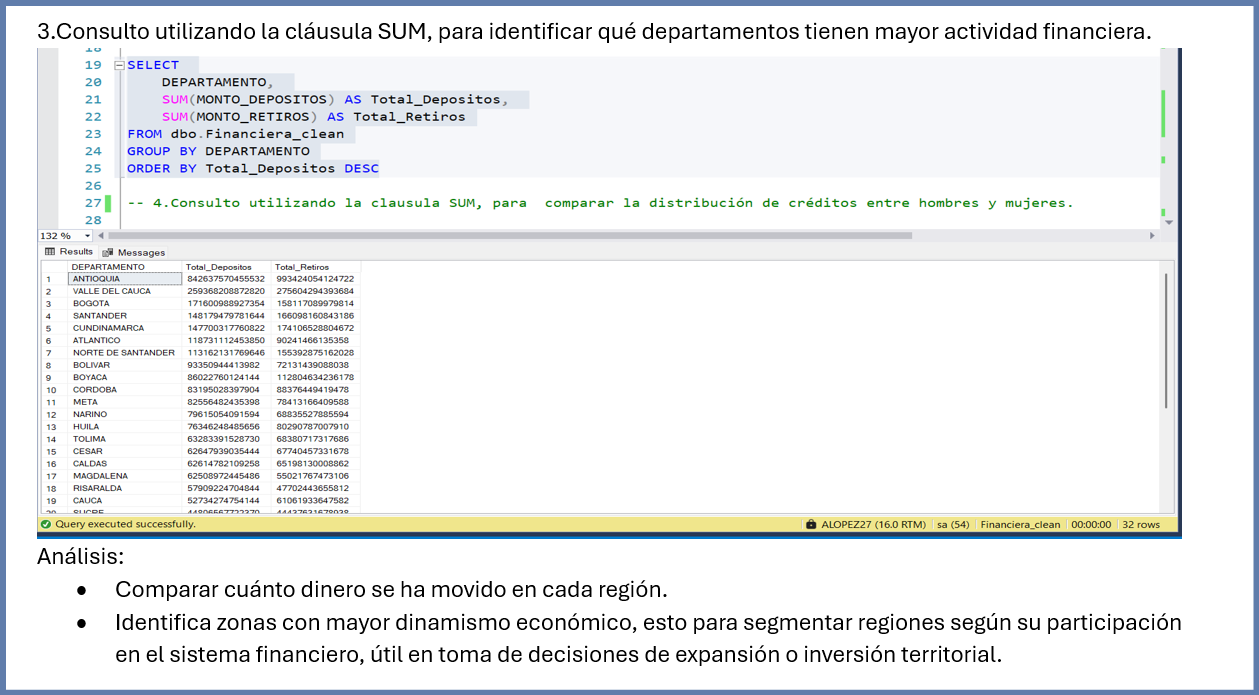 3.Consulto utilizando la cláusula SUM, para identificar qué departamentos tienen mayor actividad financiera.
18
19 SELECT
20 DEPARTAMENTO,
21 SUM(MONTO_DEPOSITOS) AS Total_Depositos,
22 SUM(MONTO_RETIROS) AS Total_Retiros
23 FROM dbo.Financiera_clean
24 GROUP BY DEPARTAMENTO
25 ORDER BY Total_Depositos DESC
26
27 -- 4.Consulto utilizando la clausula SUM, para  comparar la distribución de créditos entre hombres y mujeres.
28
132 %
Results Messages
DEPARTAMENTO Total_Depositos Total_Retiros
1 ANTIOQUIA 842637570455532 993424054124722
2 VALLE DEL CAUCA 259368208872820 275604294393684
3 BOGOTA 171600988927354 158117089979814
4 SANTANDER 148179479781644 166098160843186
5 CUNDINAMARCA 147700317760822 174106528804672
6 ATLANTICO 118731112453850 90241466135358
7 NORTE DE SANTANDER 113162131769646 155392875162028
8 BOLIVAR 93350944413982 72131439088038
9 BOYACA 86022760124144 112804634236178
10 CORDOBA 83195028397904 88376449419478
11 META 82556482435398 78413166409588
12 NARINO 79615054091594 68835527885594
13 HUILA 76346248485656 80290787007910
14 TOLIMA 63283391528730 68380717317686
15 CESAR 62647939035444 67740457331678
16 CALDAS 62614782109258 65198130008862
17 MAGDALENA 62508972445486 55021767473106
18 RISARALDA 57909224704844 47702443655812
19 CAUCA 52734274754144 61061933647582
20 SUCRE
Query executed successfully. ALOPEZ27 (16.0 RTM) sa (54) Financiera_clean 00:00:00 32 rows
Análisis:
• Comparar cuánto dinero se ha movido en cada región.
• Identifica zonas con mayor dinamismo económico, esto para segmentar regiones según su participación
en el sistema financiero, útil en toma de decisiones de expansión o inversión territorial.